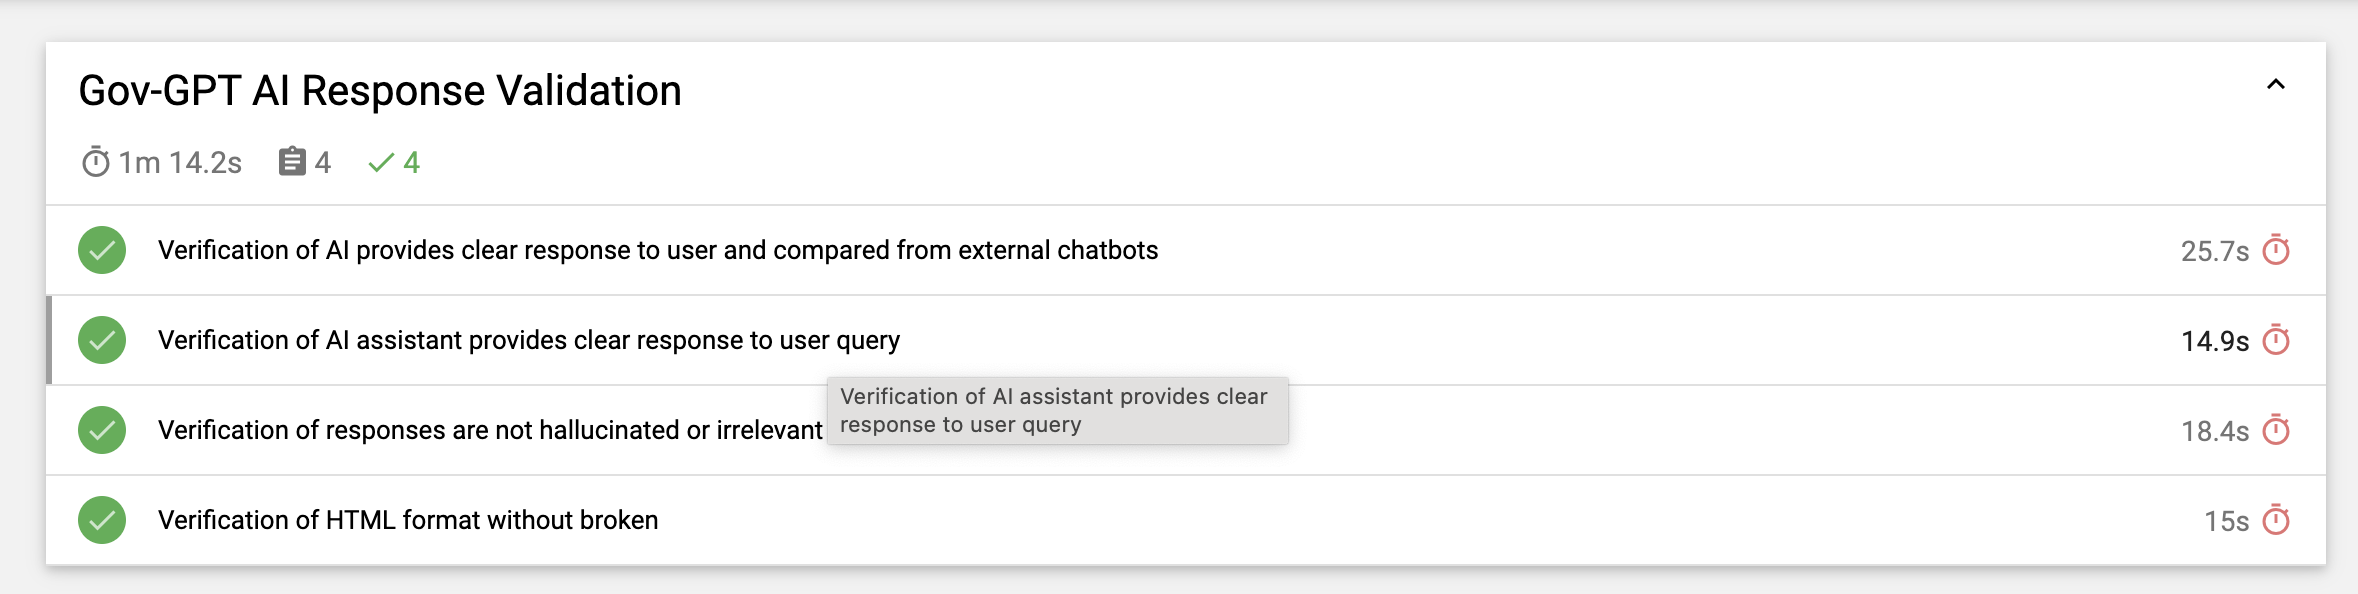 Gov-GPT AI Response Validation
1m 14.2s 4 4
Verification of AI provides clear response to user and compared from external chatbots 25.7s
Verification of AI assistant provides clear response to user query 14.9s
Verification of AI assistant provides clear
response to user query
Verification of responses are not hallucinated or irrelevant 18.4s
Verification of HTML format without broken 15s